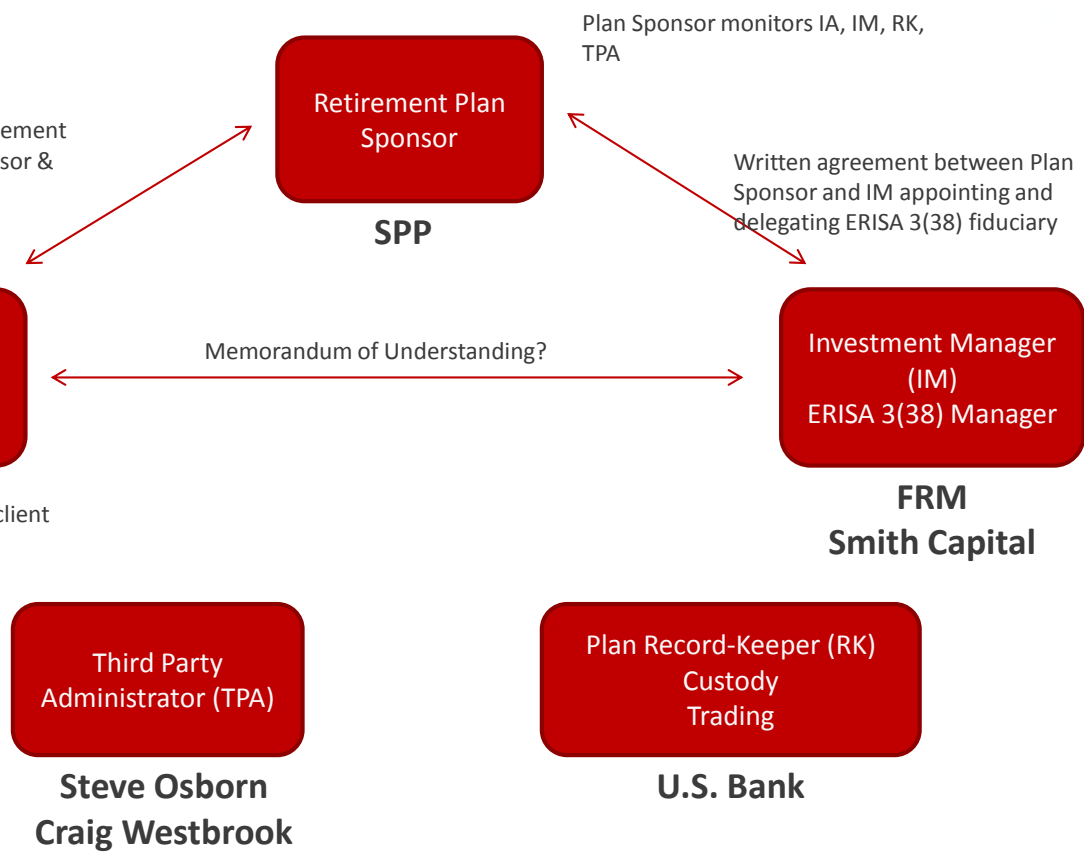 Plan Sponsor monitors IA, IM, RK,
TPA
Retirement Plan
Sponsor
SPP
Written agreement between Plan
Sponsor and IM appointing and
delegating ERISA 3(38) fiduciary
Memorandum of Understanding?
Investment Manager
(IM)
ERISA 3(38) Manager
FRM
Smith Capital
client
Third Party
Administrator (TPA)
Steve Osborn
Craig Westbrook
Plan Record-Keeper (RK)
Custody
Trading
U.S. Bank